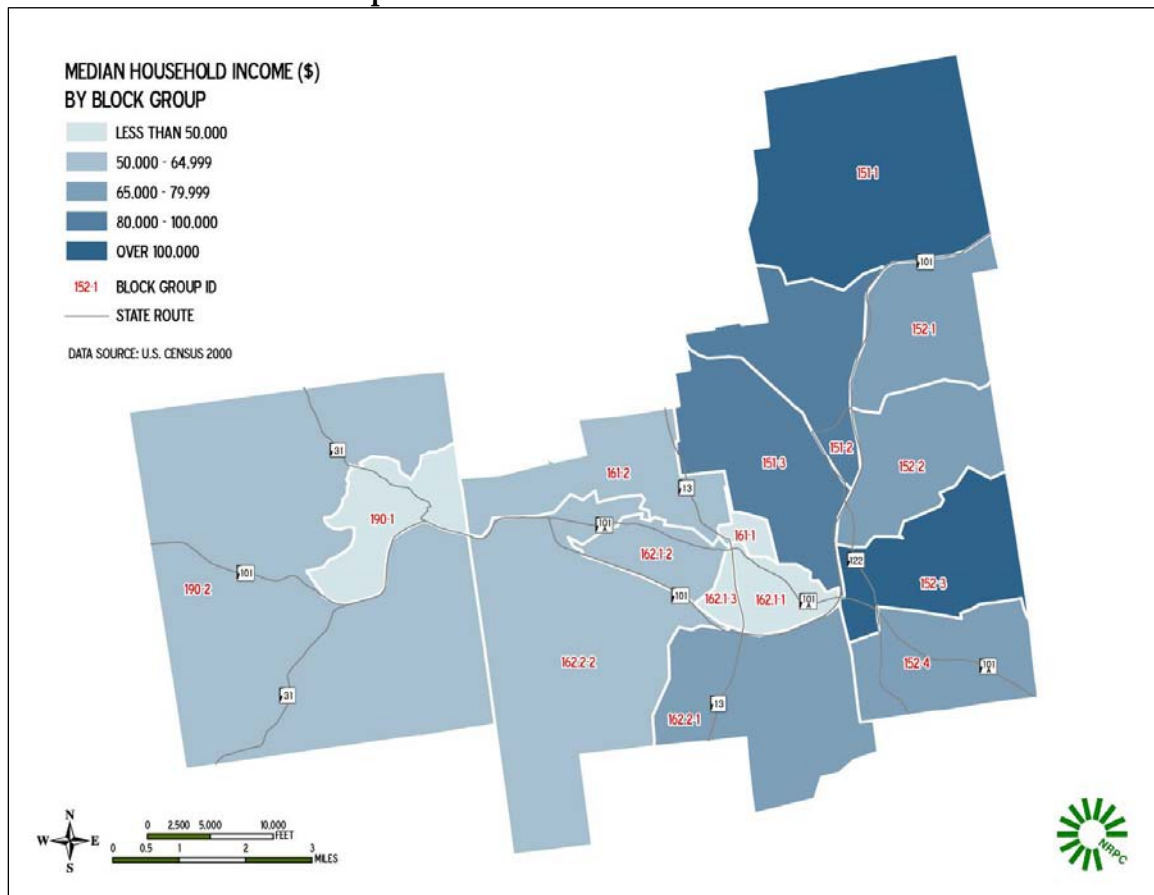 MEDIAN HOUSEHOLD INCOME ($)
BY BLOCK GROUP
LESS THAN 50.000
50.000 - 64.999
65.000 - 79.999
80.000 - 100.000
OVER 100.000
152-1 BLOCK GROUP ID
STATE ROUTE
DATA SOURCE: U.S. CENSUS 2000
151-1
101
152-1
31
151-2
151-3
152-2
161-2
13
190-1
101 A
161-1
162.1-2
122
101
190-2
152-3
101
162.1-3
162.1-1
101 A
162.2-2
152-4
101 A
31
13
162.2-1
N
W E
S
0 2,500 5,000 10,000
FEET
0 0.5 1 2 3
MILES
NRPC